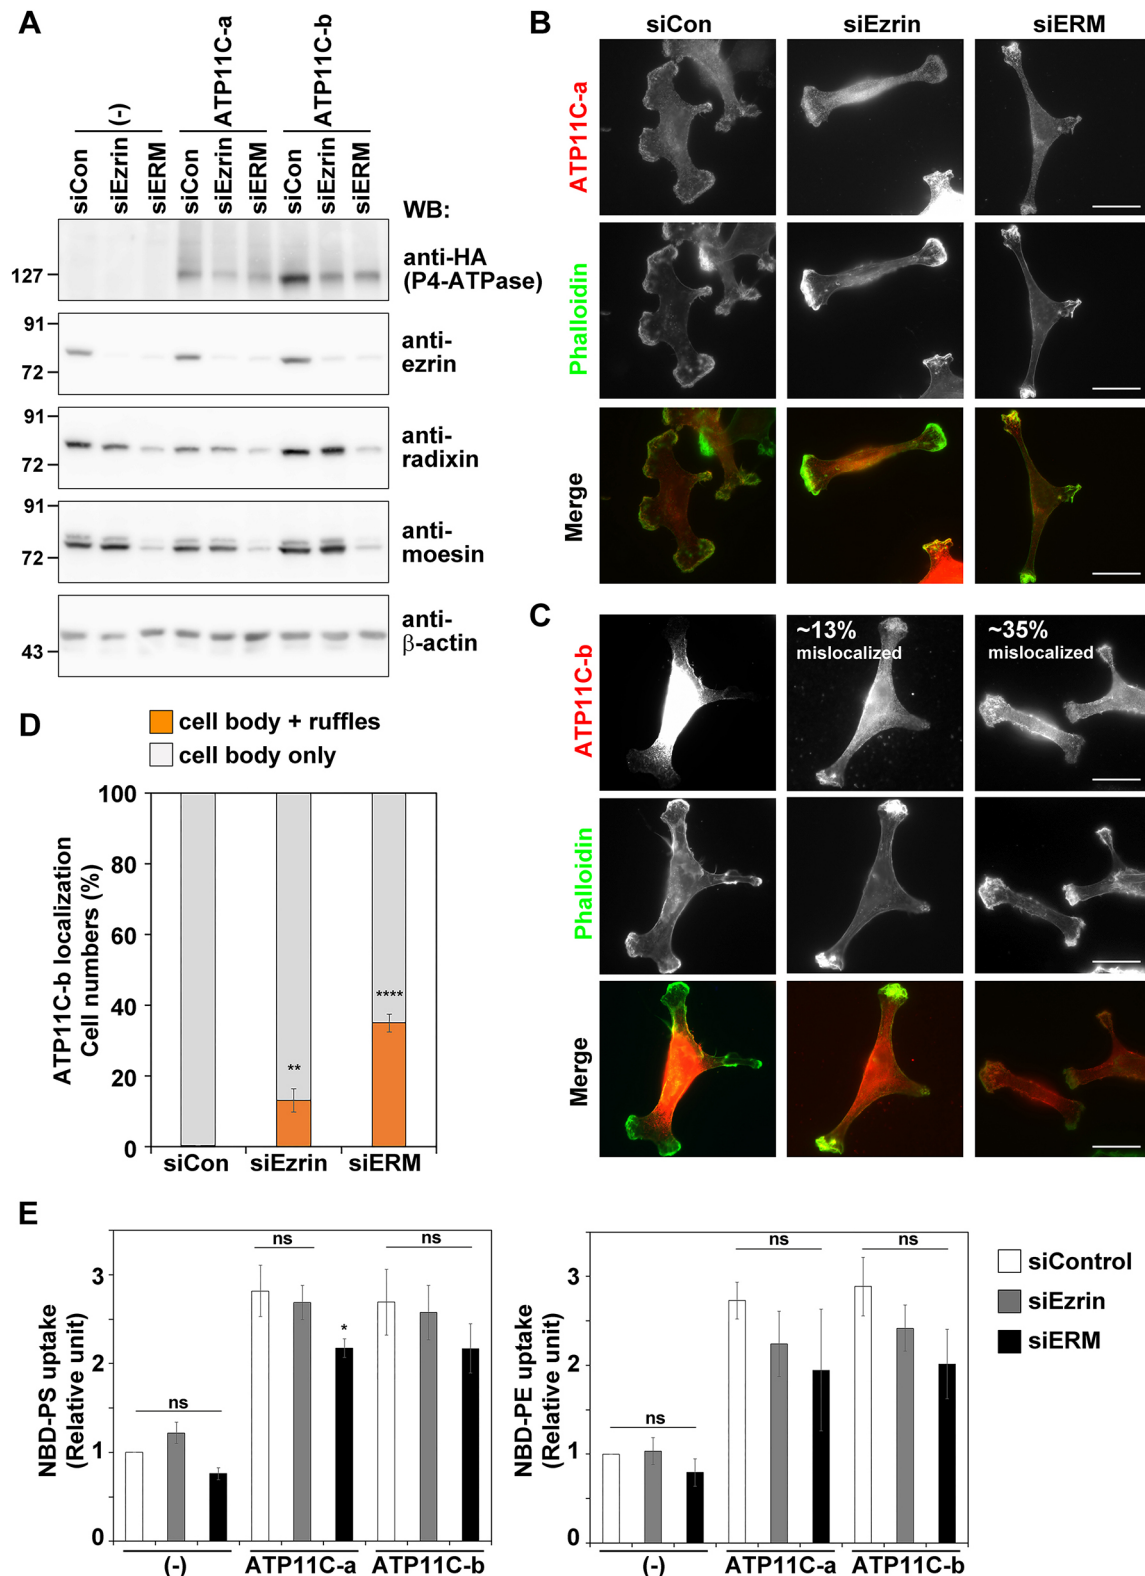 A
(-)
ATP11C-a
ATP11C-b
siCon
siEzrin
siERM
siCon
siEzrin
siERM
siCon
siEzrin
siERM
WB:
127
anti-HA
(P4-ATPase)
91
72
anti-
ezrin
91
72
anti-
radixin
91
72
anti-
moesin
43
anti-
β-actin
B
siCon
siEzrin
siERM
ATP11C-a
Phalloidin
Merge
C
~13%
mislocalized
~35%
mislocalized
ATP11C-b
Phalloidin
Merge
D
cell body + ruffles
cell body only
ATP11C-b localization
Cell numbers (%)
100
80
60
40
20
0
**
****
siCon
siEzrin
siERM
E
NBD-PS uptake
(Relative unit)
3
2
1
0
ns
ns
*
ns
(-)
ATP11C-a
ATP11C-b
NBD-PE uptake
(Relative unit)
3
2
1
0
ns
ns
ns
(-)
ATP11C-a
ATP11C-b
siControl
siEzrin
siERM